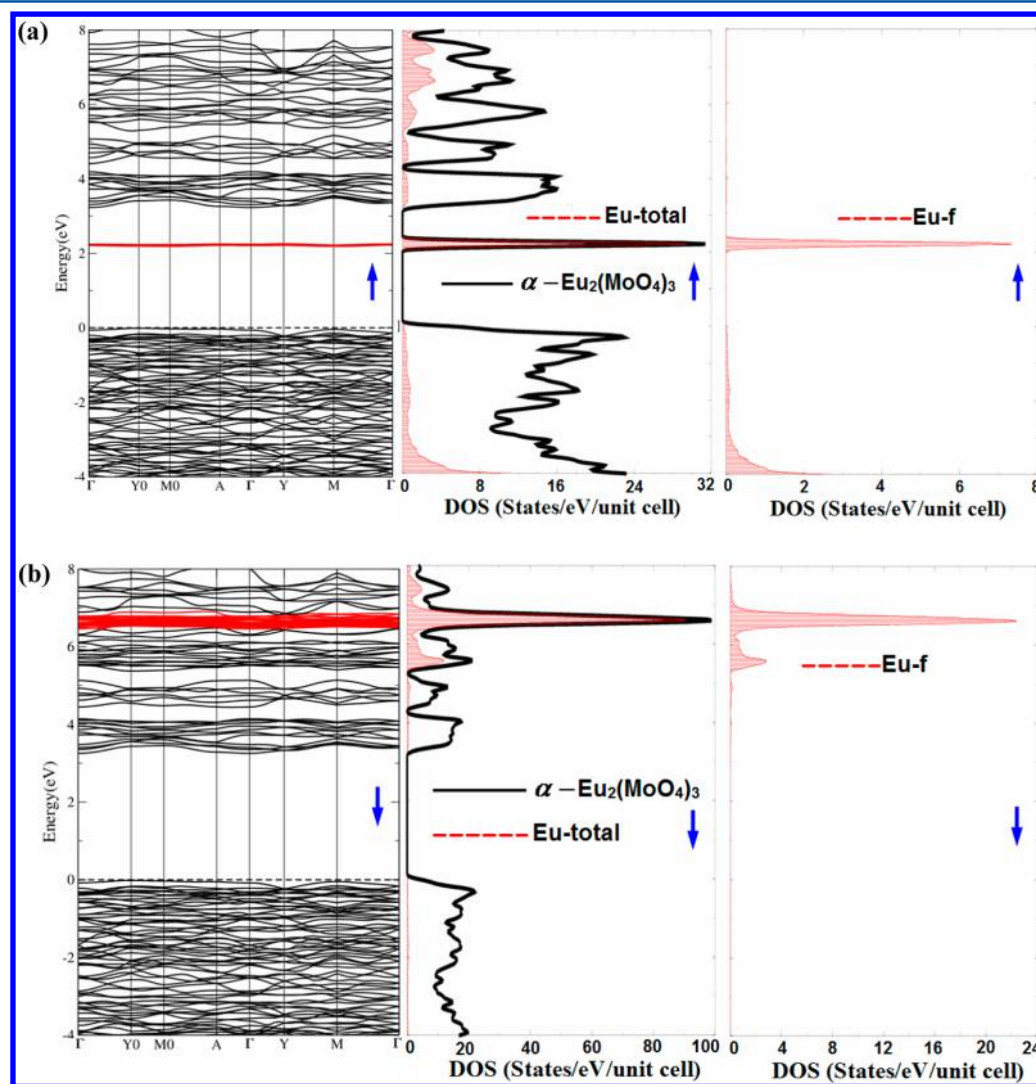 (a)
8
6
4
2
0
-2
-4
Energy(eV)
Γ Y0 M0 A Γ Y M Γ
Eu-total
α – Eu₂(MoO₄)₃
0 8 16 24 32
DOS (States/eV/unit cell)
Eu-f
0 2 4 6 8
DOS (States/eV/unit cell)
(b)
8
6
4
2
0
-2
-4
Energy(eV)
Γ Y0 M0 A Γ Y M Γ
α – Eu₂(MoO₄)₃
Eu-total
0 20 40 60 80 100
DOS (States/eV/unit cell)
Eu-f
0 4 8 12 16 20 24
DOS (States/eV/unit cell)